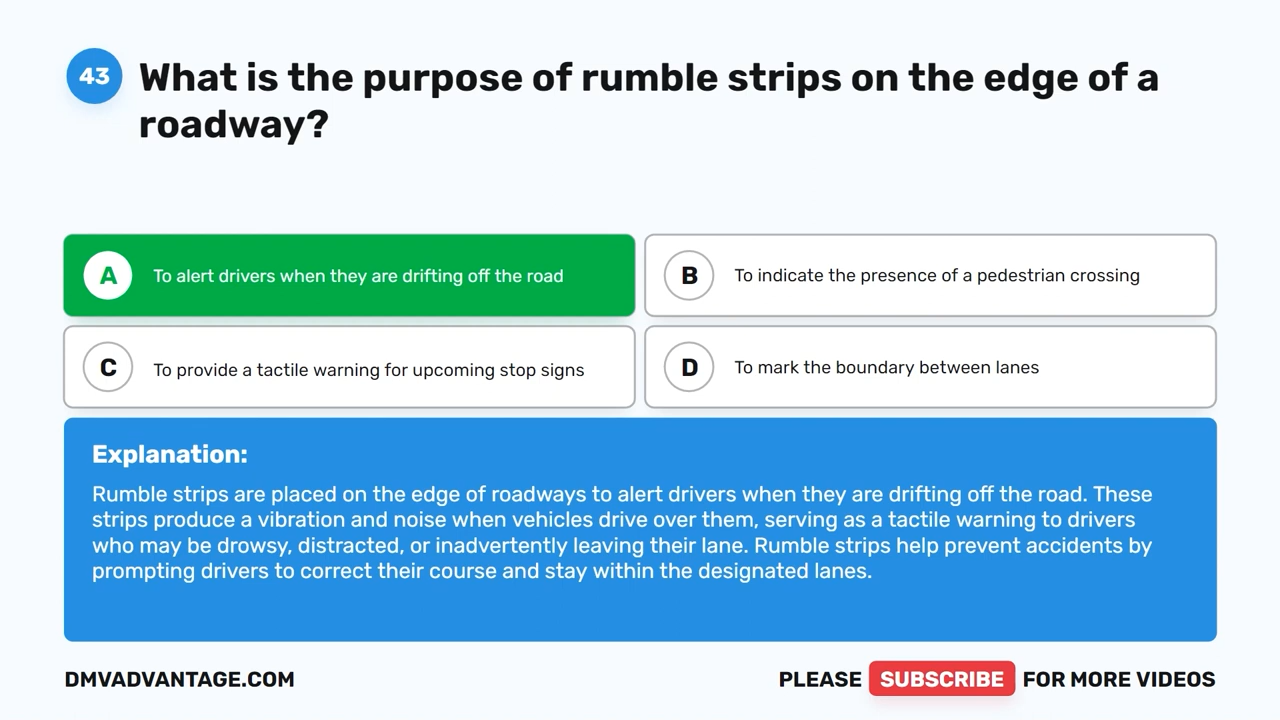 43
What is the purpose of rumble strips on the edge of a
roadway?
A To alert drivers when they are drifting off the road
B To indicate the presence of a pedestrian crossing
C To provide a tactile warning for upcoming stop signs
D To mark the boundary between lanes
Explanation:
Rumble strips are placed on the edge of roadways to alert drivers when they are drifting off the road. These
strips produce a vibration and noise when vehicles drive over them, serving as a tactile warning to drivers
who may be drowsy, distracted, or inadvertently leaving their lane. Rumble strips help prevent accidents by
prompting drivers to correct their course and stay within the designated lanes.
DMVADVANTAGE.COM
PLEASE SUBSCRIBE FOR MORE VIDEOS